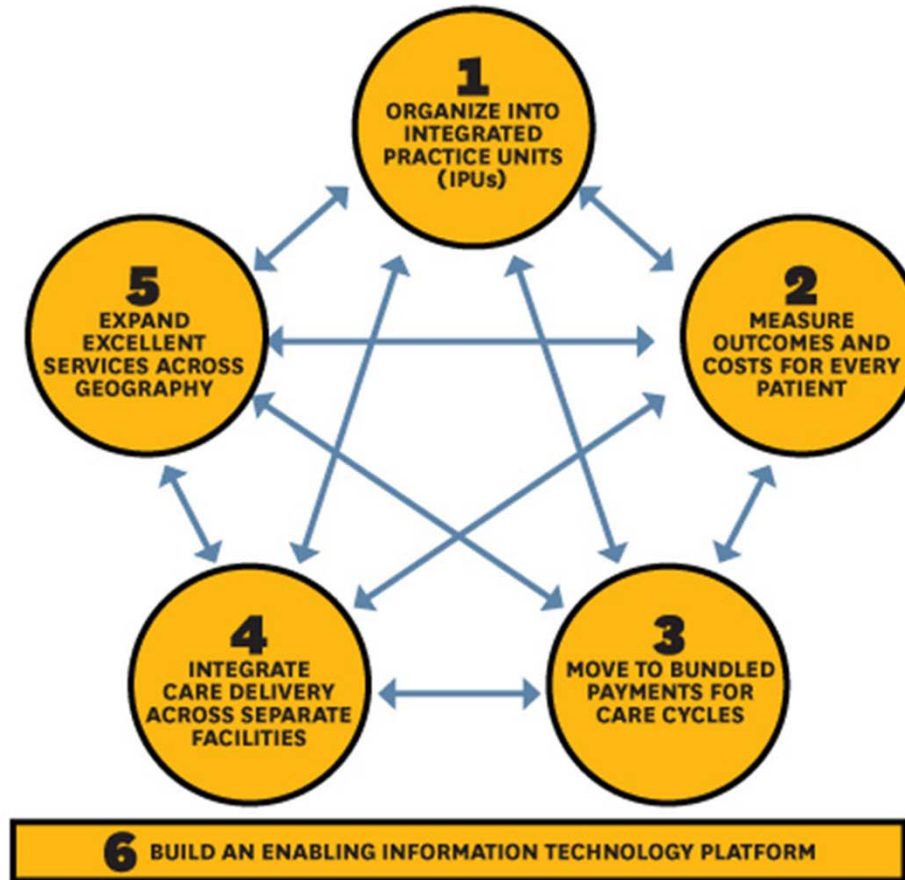 1
ORGANIZE INTO
INTEGRATED
PRACTICE UNITS
(IPUs)
2
MEASURE
OUTCOMES AND
COSTS FOR EVERY
PATIENT
3
MOVE TO BUNDLED
PAYMENTS FOR
CARE CYCLES
4
INTEGRATE
CARE DELIVERY
ACROSS SEPARATE
FACILITIES
5
EXPAND
EXCELLENT
SERVICES ACROSS
GEOGRAPHY
6 BUILD AN ENABLING INFORMATION TECHNOLOGY PLATFORM